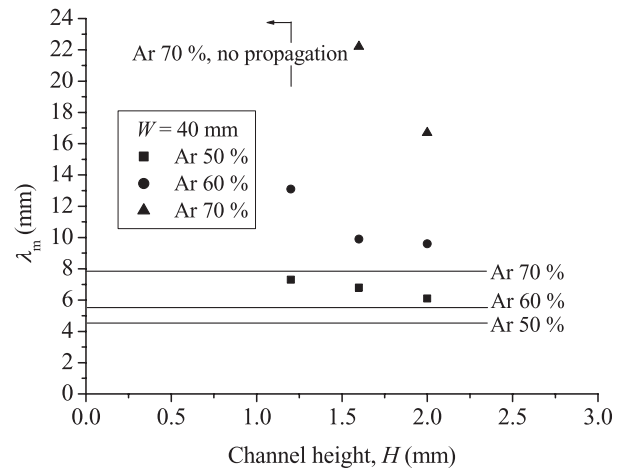 24
22
20
18
16
14
12
10
8
6
4
2
0
λm (mm)
Ar 70 %, no propagation
W = 40 mm
Ar 50 %
Ar 60 %
Ar 70 %
Ar 70 %
Ar 60 %
Ar 50 %
0.0 0.5 1.0 1.5 2.0 2.5 3.0
Channel height, H (mm)